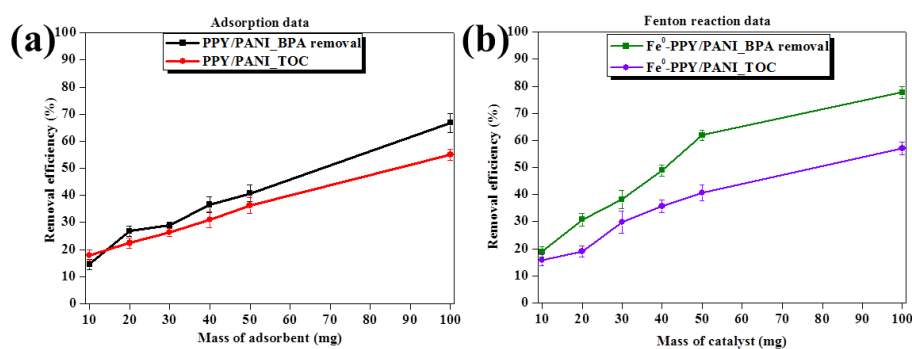 (a)
Adsorption data
PPY/PANI_BPA removal
PPY/PANI_TOC
Removal efficiency (%)
100
90
80
70
60
50
40
30
20
10
0
10 20 30 40 50 60 70 80 90 100
Mass of adsorbent (mg)
(b)
Fenton reaction data
Fe⁰-PPY/PANI_BPA removal
Fe⁰-PPY/PANI_TOC
Removal efficiency (%)
100
90
80
70
60
50
40
30
20
10
0
10 20 30 40 50 60 70 80 90 100
Mass of catalyst (mg)